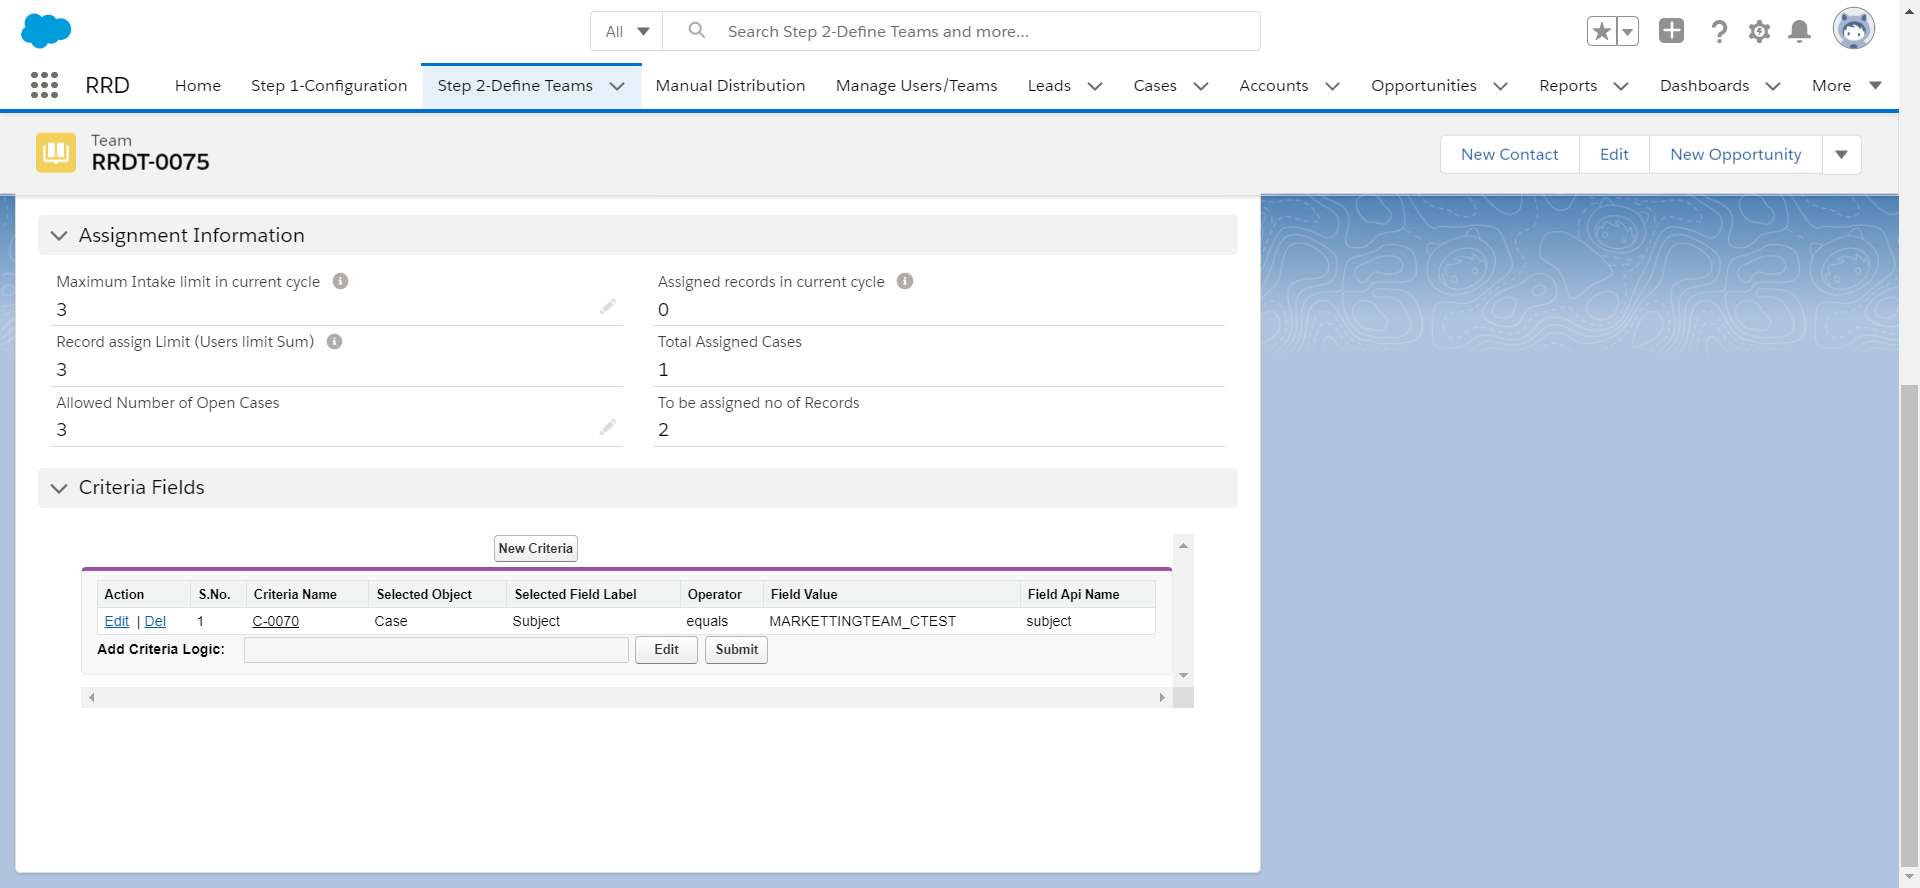 All
Search Step 2-Define Teams and more...
RRD Home Step 1-Configuration Step 2-Define Teams Manual Distribution Manage Users/Teams Leads Cases Accounts Opportunities Reports Dashboards More
Team
RRDT-0075
New Contact Edit New Opportunity
Assignment Information
Maximum Intake limit in current cycle Assigned records in current cycle
3 0
Record assign Limit (Users limit Sum) Total Assigned Cases
3 1
Allowed Number of Open Cases To be assigned no of Records
3 2
Criteria Fields
New Criteria
Action S.No. Criteria Name Selected Object Selected Field Label Operator Field Value Field Api Name
Edit | Del 1 C-0070 Case Subject equals MARKETTINGTEAM_CTEST subject
Add Criteria Logic: Edit Submit